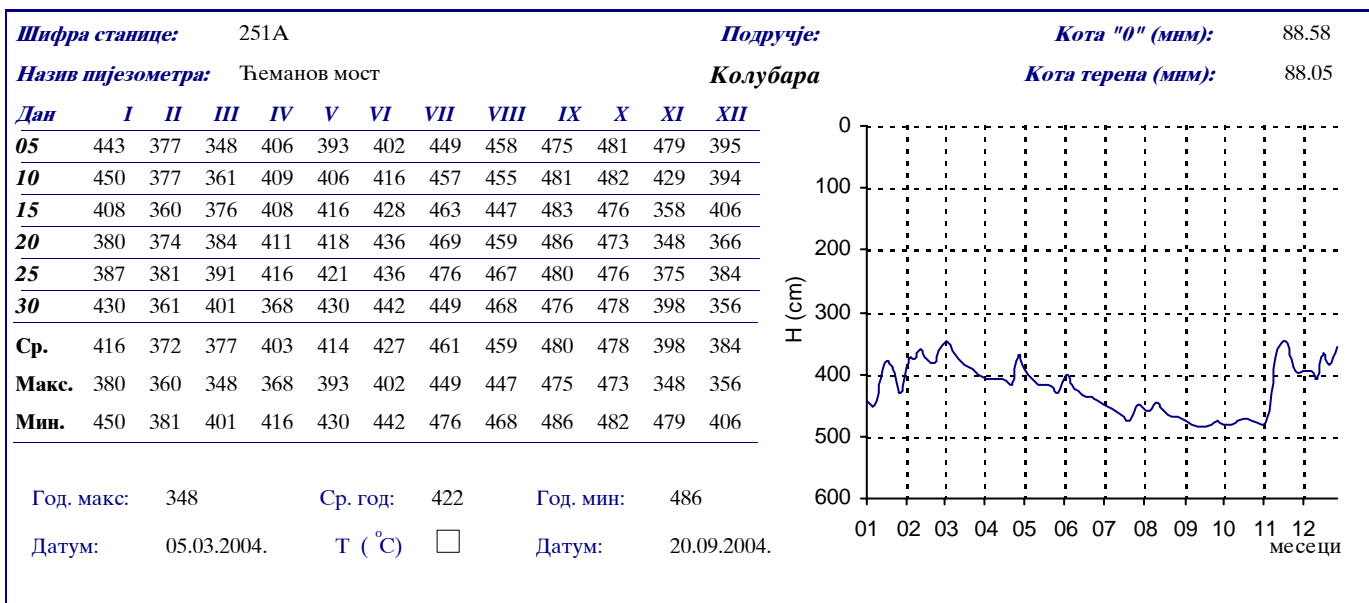 Шифра станице: 251А Подручје: Кота "0" (мнм): 88.58
Назив пијезометра: Ћеманов мост Колубара Кота терена (мнм): 88.05
Дан I II III IV V VI VII VIII IX X XI XII
05 443 377 348 406 393 402 449 458 475 481 479 395
10 450 377 361 409 406 416 457 455 481 482 429 394
15 408 360 376 408 416 428 463 447 483 476 358 406
20 380 374 384 411 418 436 469 459 486 473 348 366
25 387 381 391 416 421 436 476 467 480 476 375 384
30 430 361 401 368 430 442 449 468 476 478 398 356
Ср. 416 372 377 403 414 427 461 459 480 478 398 384
Макс. 380 360 348 368 393 402 449 447 475 473 348 356
Мин. 450 381 401 416 430 442 476 468 486 482 479 406
Год. макс: 348 Ср. год: 422 Год. мин: 486
Датум: 05.03.2004. Т ( °С) Датум: 20.09.2004.
H (cm)
0
100
200
300
400
500
600
01 02 03 04 05 06 07 08 09 10 11 12
месеци